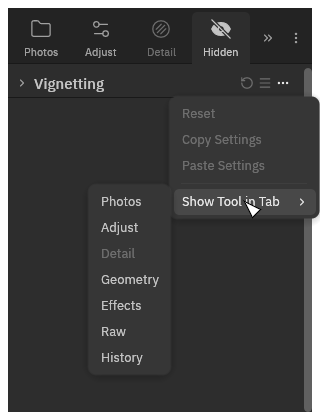 Photos
Adjust
Detail
Hidden
Vignetting
Reset
Copy Settings
Paste Settings
Show Tool in Tab
Photos
Adjust
Detail
Geometry
Effects
Raw
History